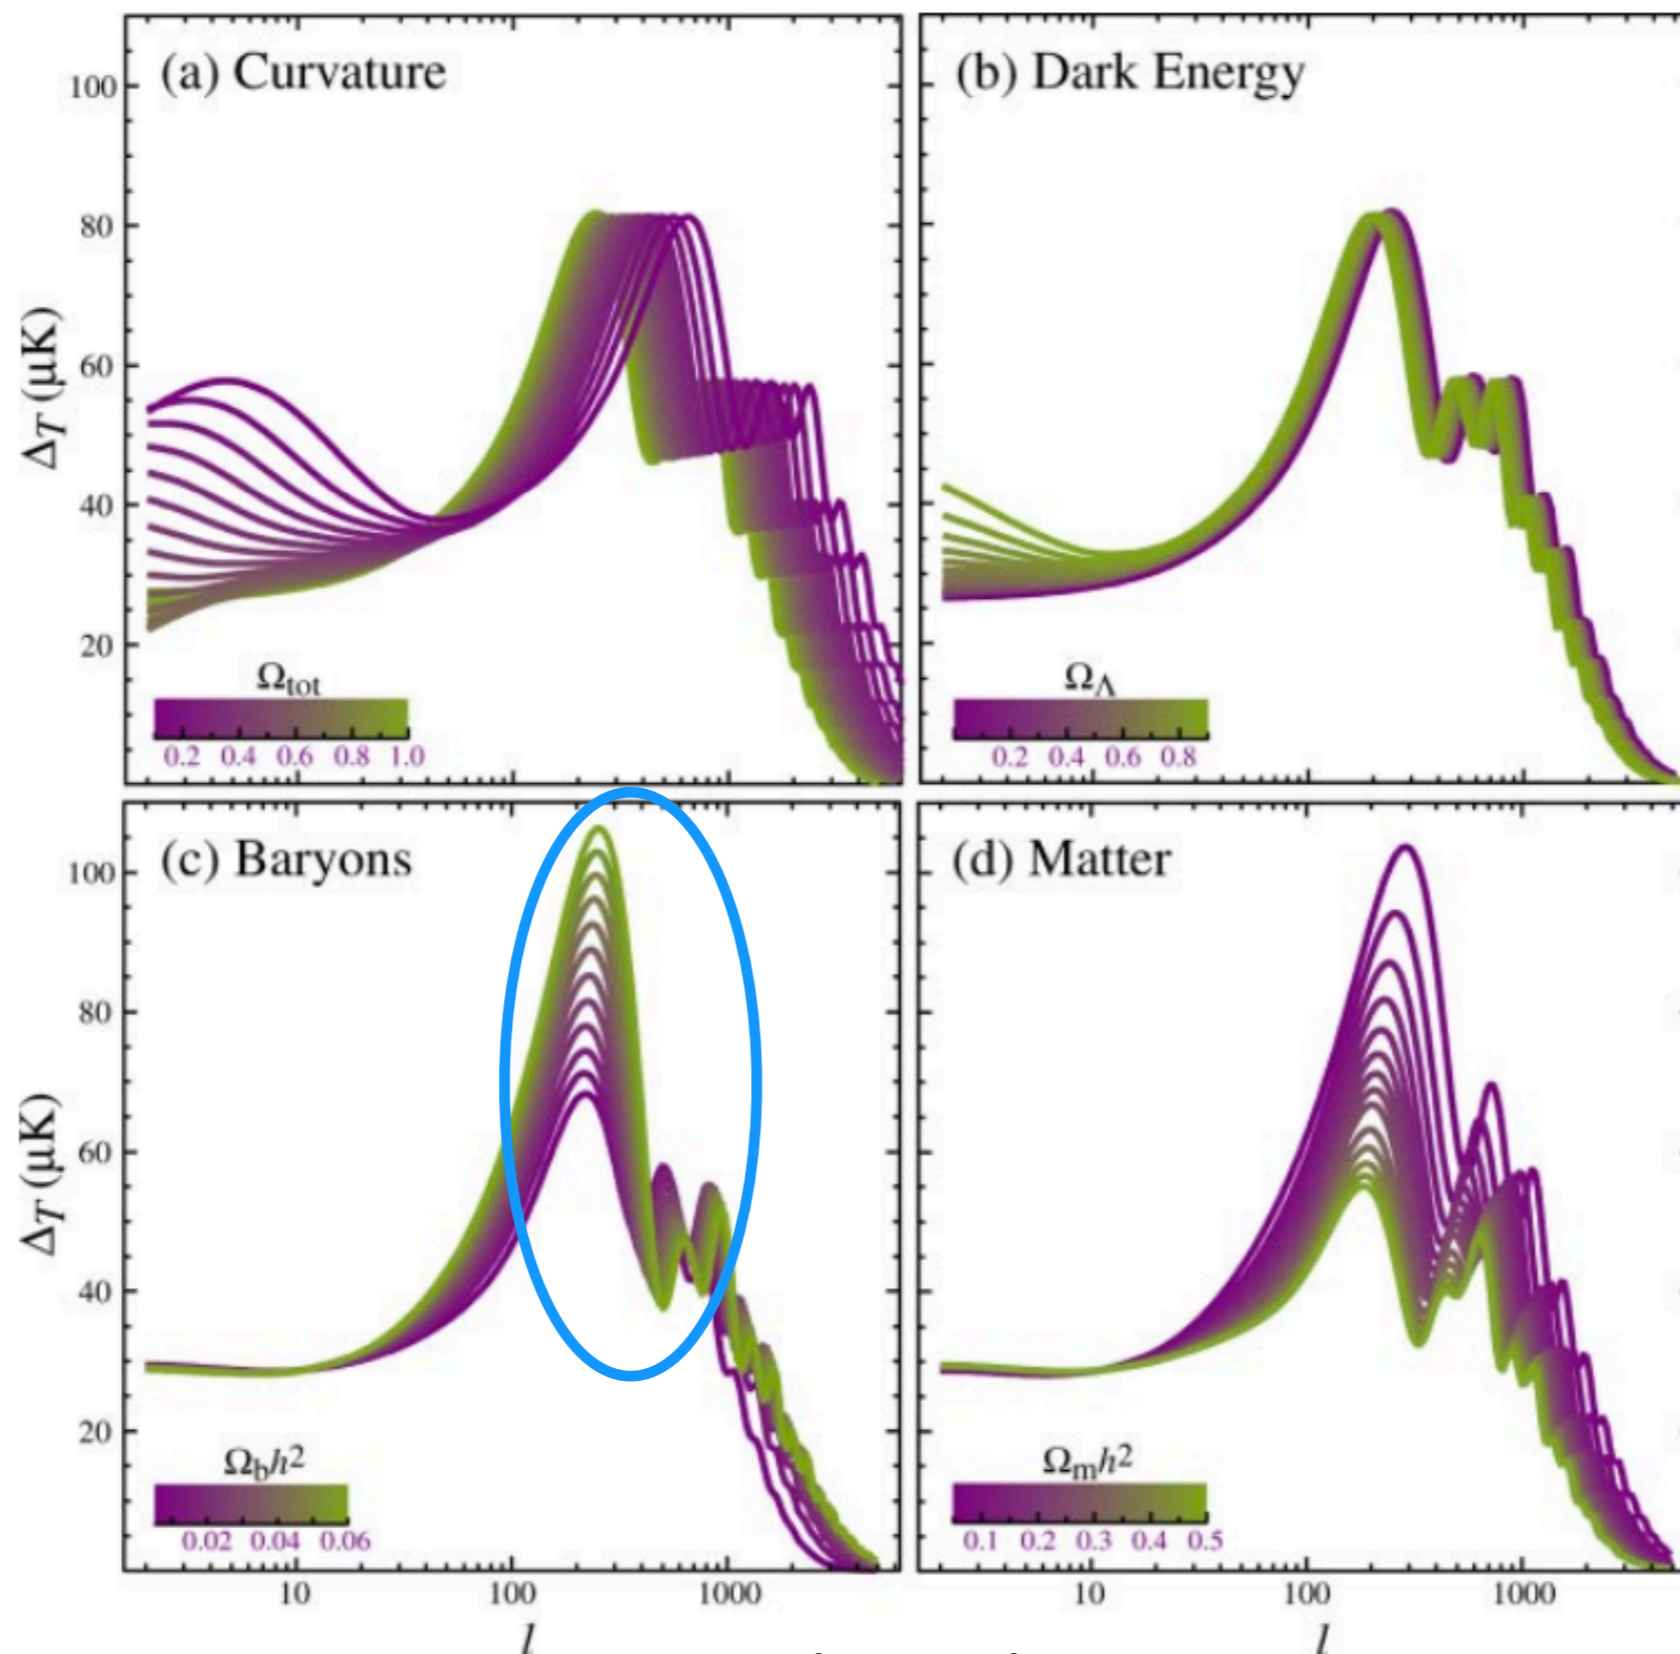 (a) Curvature
(b) Dark Energy
100
80
60
40
20
ΔT (μK)
Ωtot
0.2 0.4 0.6 0.8 1.0
ΩΛ
0.2 0.4 0.6 0.8
(c) Baryons
(d) Matter
100
80
60
40
20
ΔT (μK)
Ωbh2
0.02 0.04 0.06
Ωmh2
0.1 0.2 0.3 0.4 0.5
10 100 1000
10 100 1000
l
l